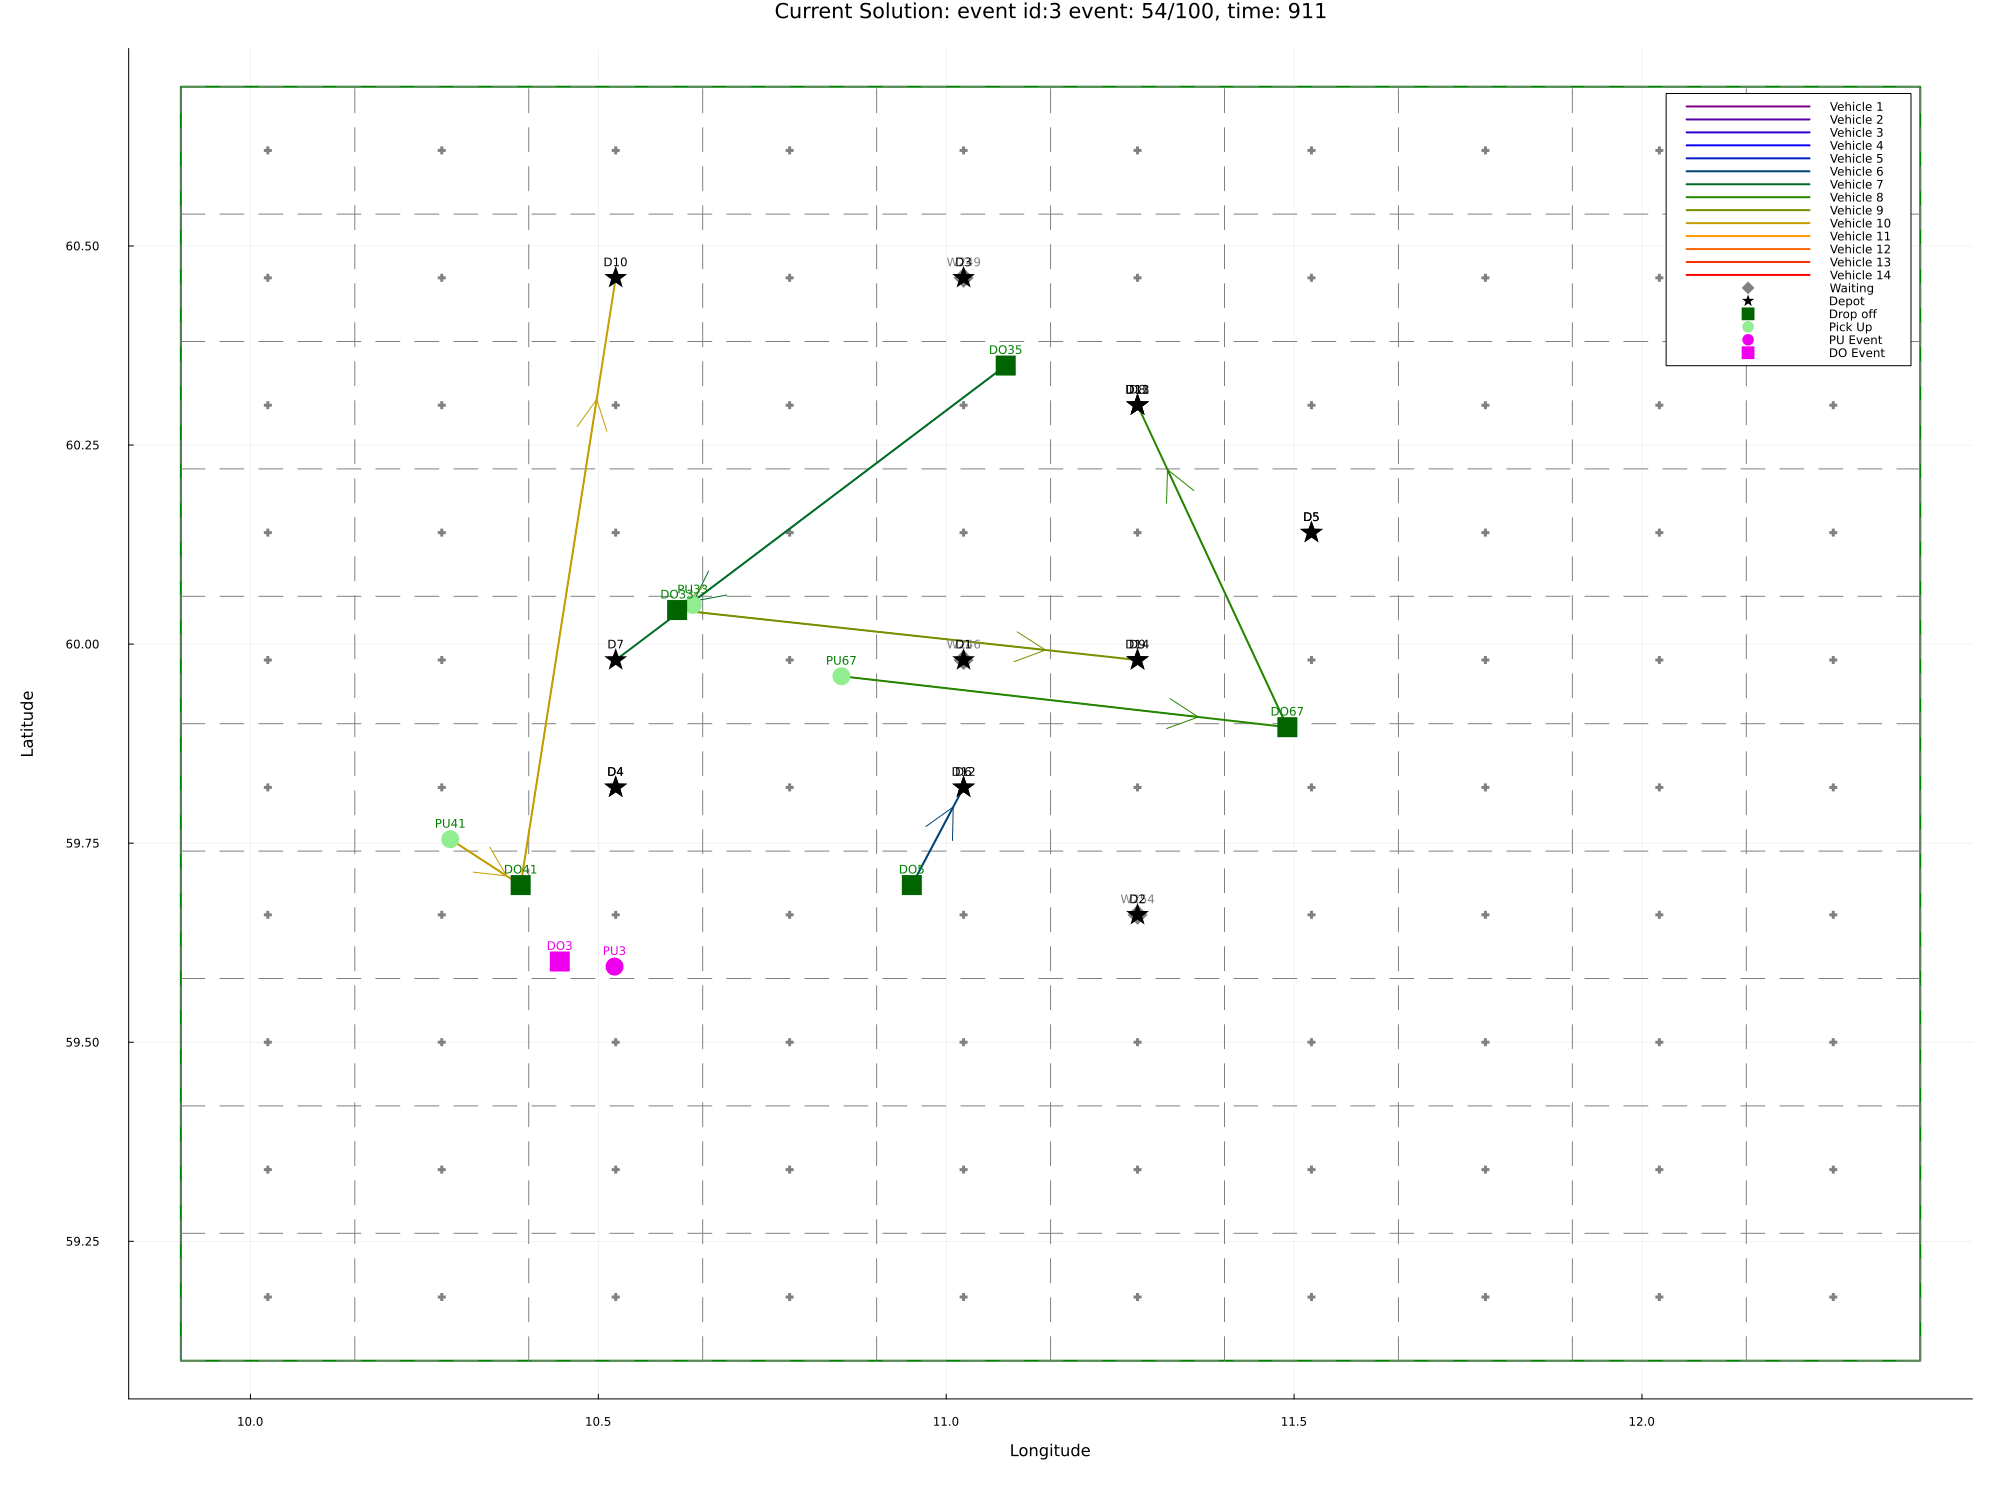 Current Solution: event id:3 event: 54/100, time: 911
Vehicle 1
Vehicle 2
Vehicle 3
Vehicle 4
Vehicle 5
Vehicle 6
Vehicle 7
Vehicle 8
Vehicle 9
Vehicle 10
Vehicle 11
Vehicle 12
Vehicle 13
Vehicle 14
Waiting
Depot
Drop off
Pick Up
PU Event
DO Event
60.50
60.25
60.00
59.75
59.50
59.25
Latitude
D10
D3
DO35
D5
PU33
DO33
D7
D1
PU67
DO67
D4
PU41
DO41
DO5
D2
DO3
PU3
10.0
10.5
11.0
11.5
12.0
Longitude